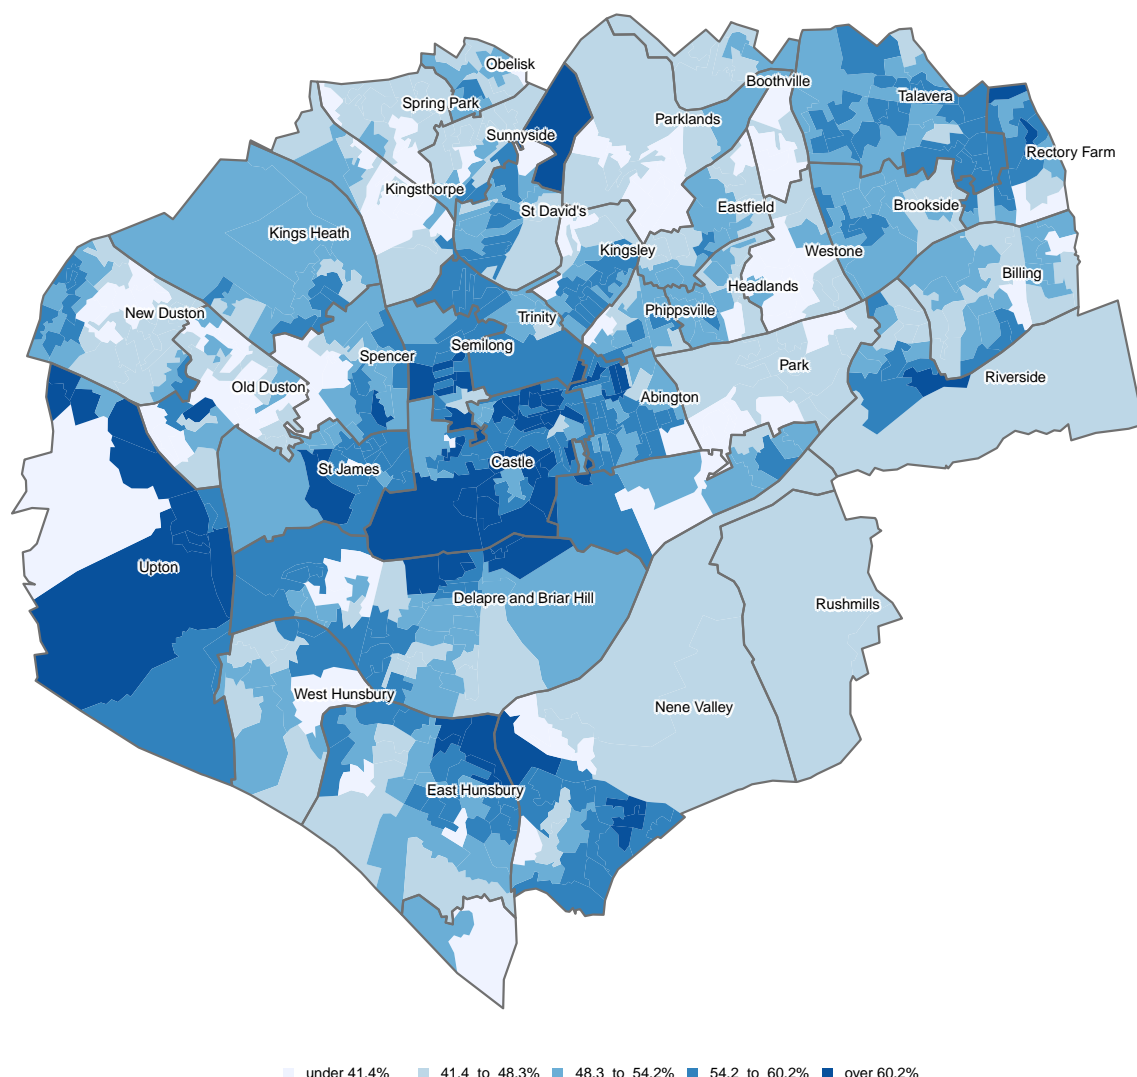 Obelisk
Boothville
Spring Park
Talavera
Parklands
Sunnyside
Rectory Farm
Kingsthorpe
Eastfield
Brookside
St David's
Kings Heath
Kingsley
Westone
Billing
Headlands
New Duston
Phippsville
Trinity
Semilong
Spencer
Park
Riverside
Old Duston
Abington
Castle
St James
Upton
Delapre and Briar Hill
Rushmills
West Hunsbury
Nene Valley
East Hunsbury
under 41.4% 41.4 to 48.3% 48.3 to 54.2% 54.2 to 60.2% over 60.2%